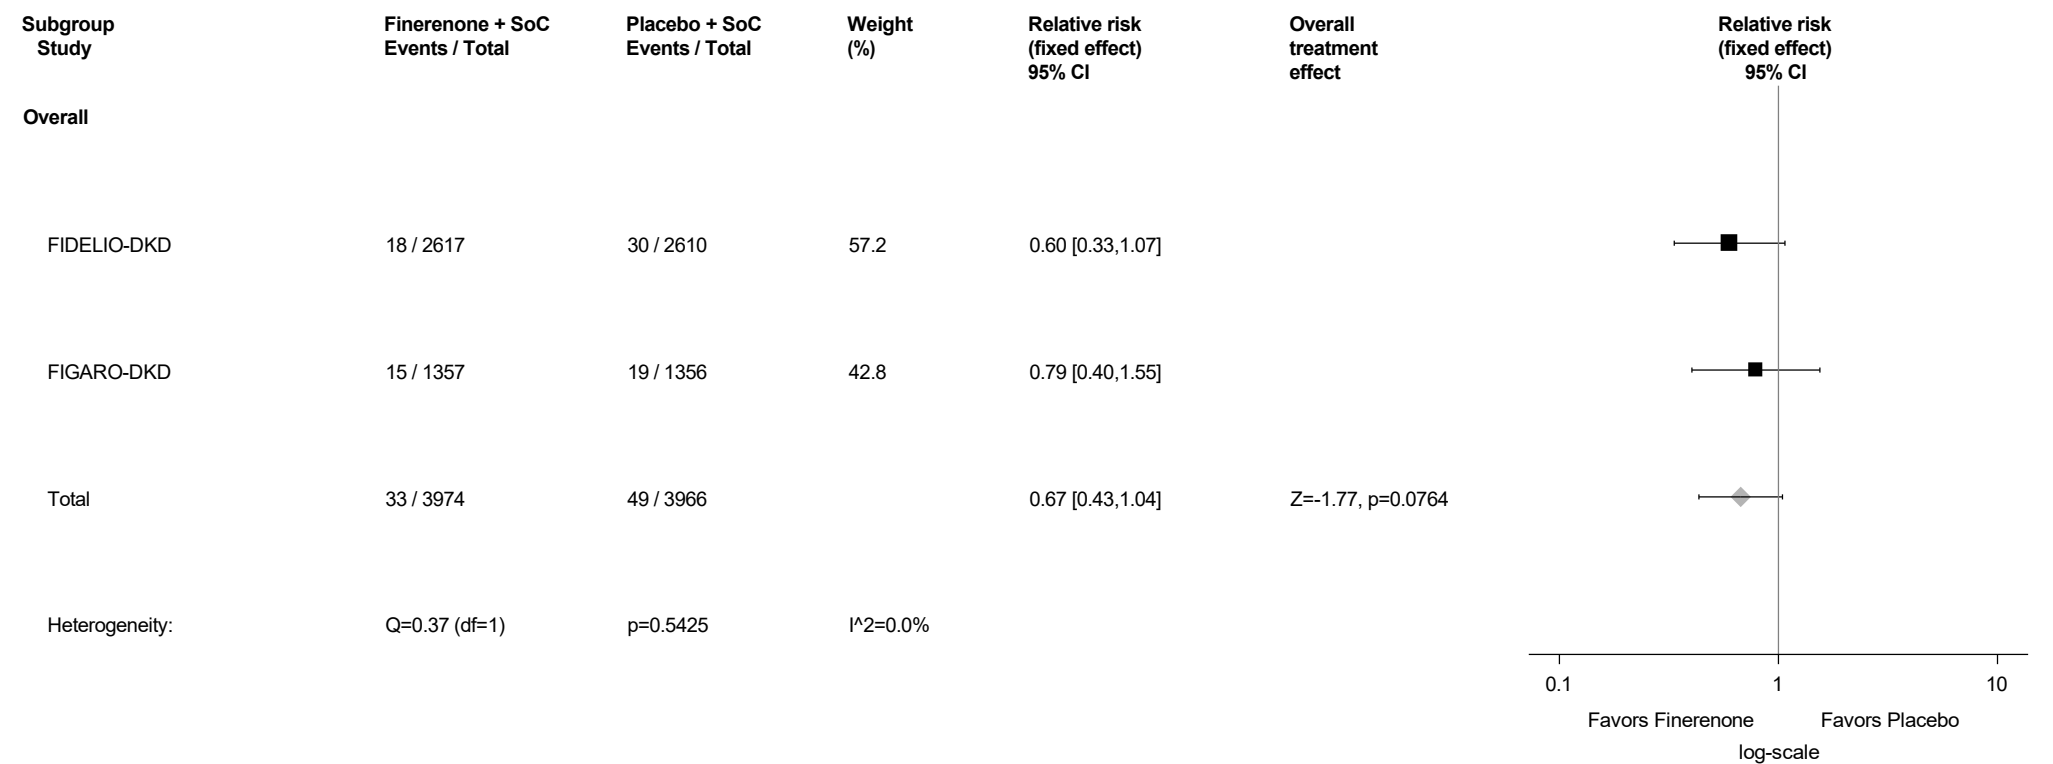 Subgroup Finerenone + SoC Placebo + SoC Weight Relative risk Overall Relative risk
Study Events / Total Events / Total (%) (fixed effect) treatment (fixed effect)
95% CI effect 95% CI
Overall
FIDELIO-DKD 18 / 2617 30 / 2610 57.2 0.60 [0.33,1.07]
FIGARO-DKD 15 / 1357 19 / 1356 42.8 0.79 [0.40,1.55]
Total 33 / 3974 49 / 3966 0.67 [0.43,1.04] Z=-1.77, p=0.0764
Heterogeneity: Q=0.37 (df=1) p=0.5425 I^2=0.0%
0.1 1 10
Favors Finerenone Favors Placebo
log-scale